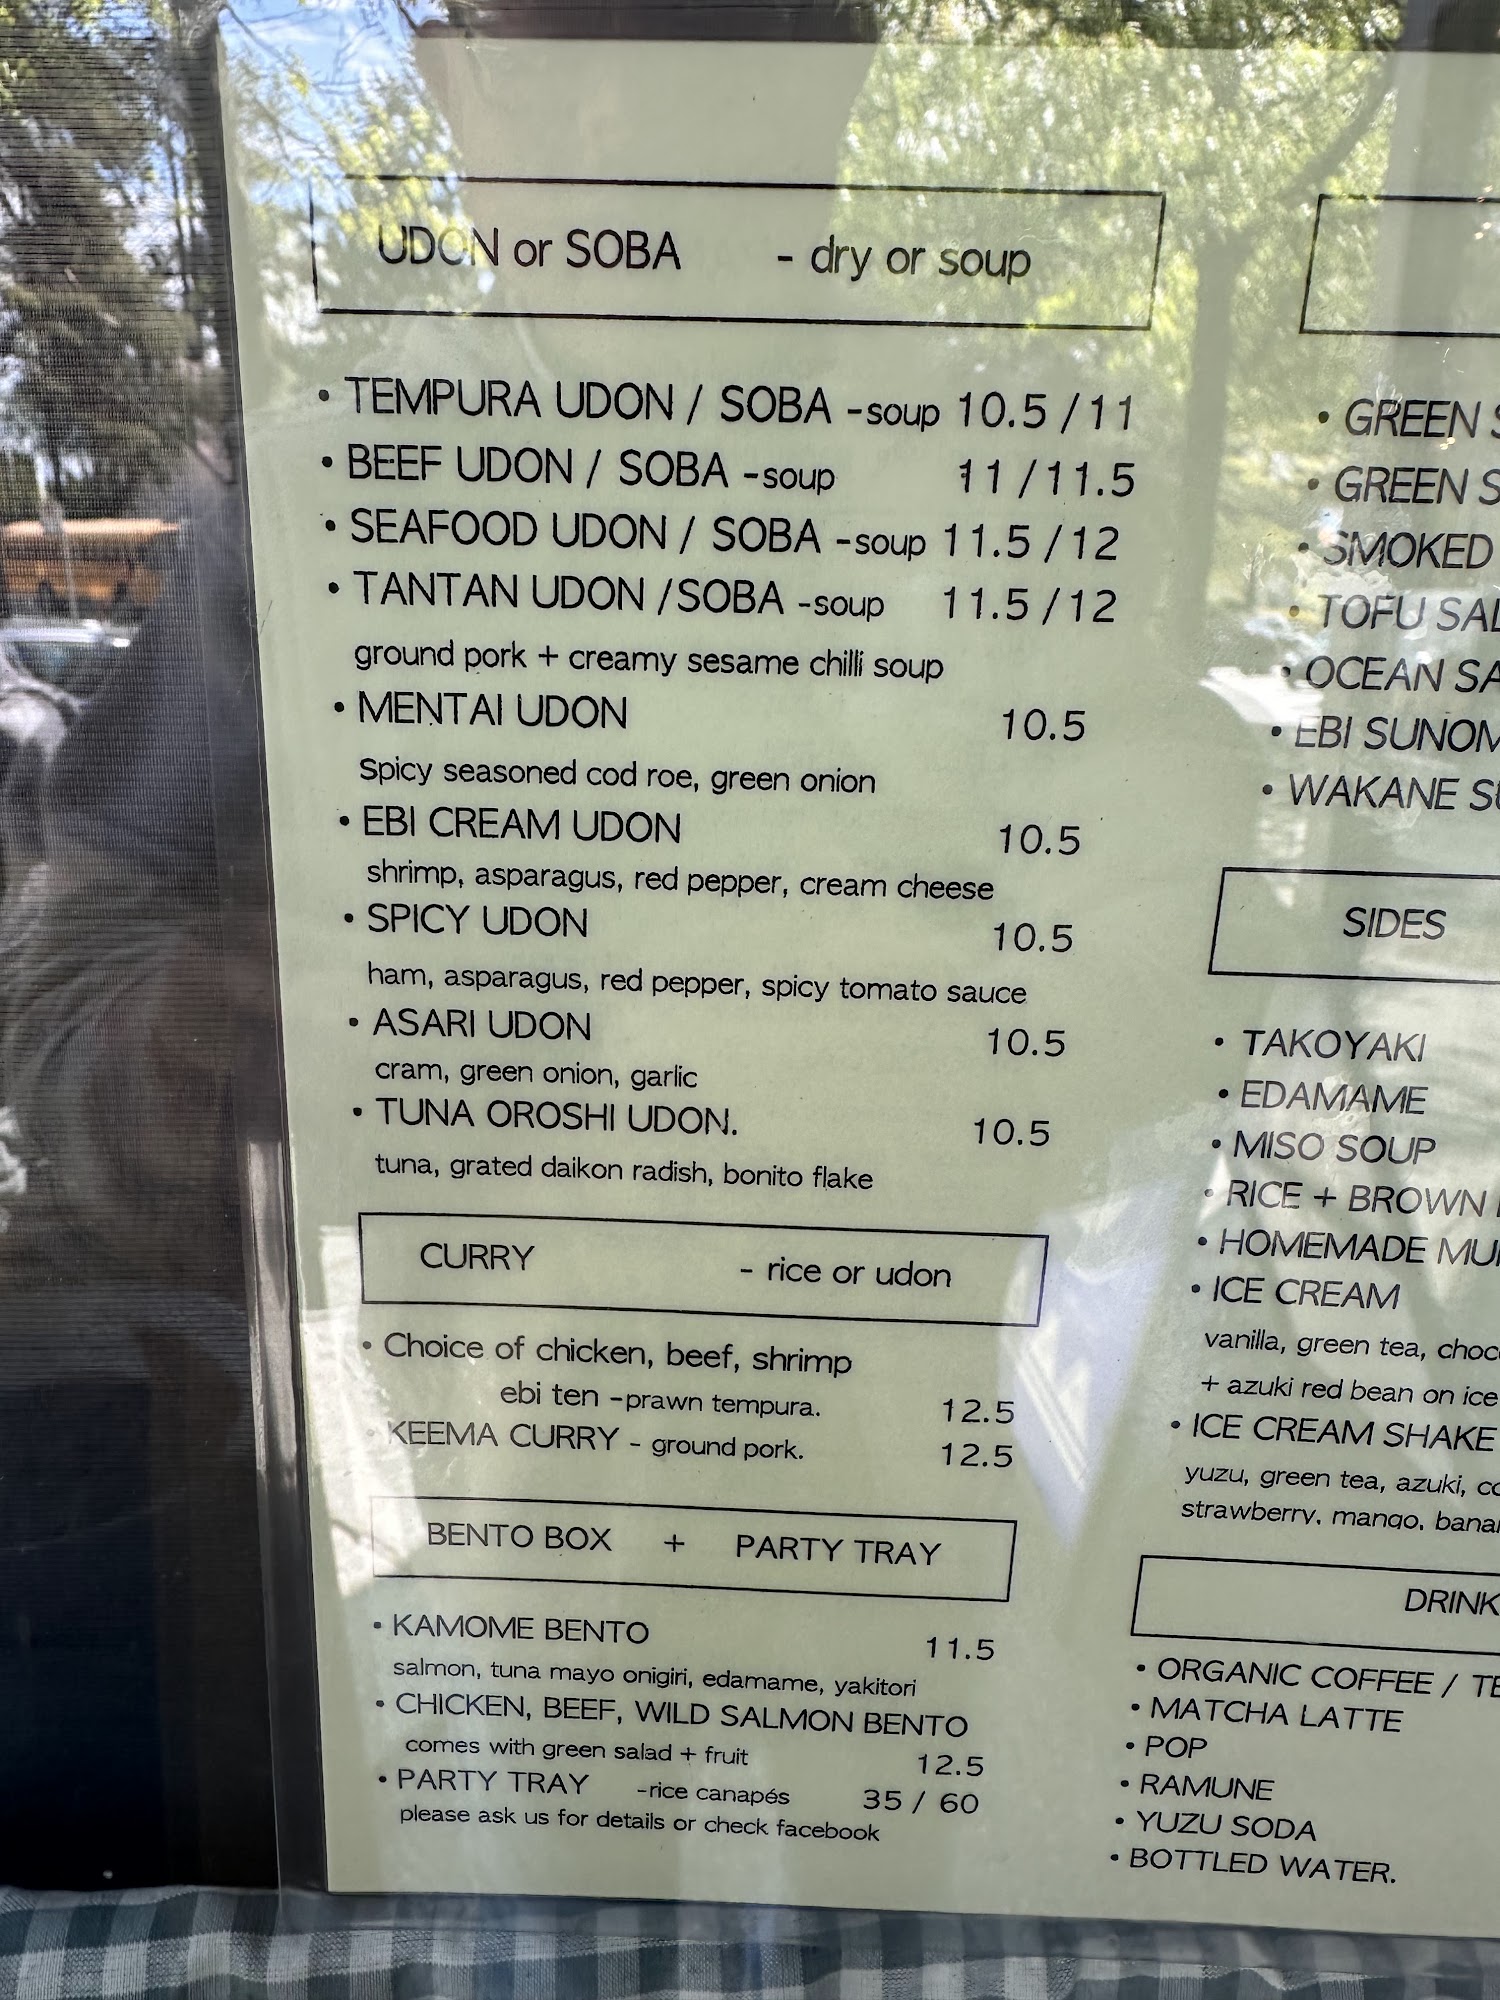 UDON or SOBA - dry or soup
• TEMPURA UDON / SOBA -soup 10.5 / 11
• BEEF UDON / SOBA -soup 11 / 11.5
• SEAFOOD UDON / SOBA -soup 11.5 / 12
• TANTAN UDON /SOBA -soup 11.5 / 12
ground pork + creamy sesame chilli soup
• MENTAI UDON 10.5
Spicy seasoned cod roe, green onion
• EBI CREAM UDON 10.5
shrimp, asparagus, red pepper, cream cheese
• SPICY UDON 10.5
ham, asparagus, red pepper, spicy tomato sauce
• ASARI UDON 10.5
cram, green onion, garlic
• TUNA OROSHI UDON. 10.5
tuna, grated daikon radish, bonito flake
CURRY - rice or udon
• Choice of chicken, beef, shrimp
ebi ten -prawn tempura. 12.5
• KEEMA CURRY - ground pork. 12.5
BENTO BOX + PARTY TRAY
• KAMOME BENTO 11.5
salmon, tuna mayo onigiri, edamame, yakitori
• CHICKEN, BEEF, WILD SALMON BENTO
comes with green salad + fruit 12.5
• PARTY TRAY -rice canapés 35 / 60
please ask us for details or check facebook
• GREEN
• GREEN
• SMOKED
• TOFU
• OCEAN
• EBI
• WAKANE
SIDES
• TAKOYAKI
• EDAMAME
• MISO SOUP
• RICE + BROWN
• HOMEMADE
• ICE CREAM
vanilla, green tea,
+ azuki red bean on ice
• ICE CREAM SHAKE
yuzu, green tea, azuki,
strawberry, mango,
DRINK
• ORGANIC COFFEE /
• MATCHA LATTE
• POP
• RAMUNE
• YUZU SODA
• BOTTLED WATER.